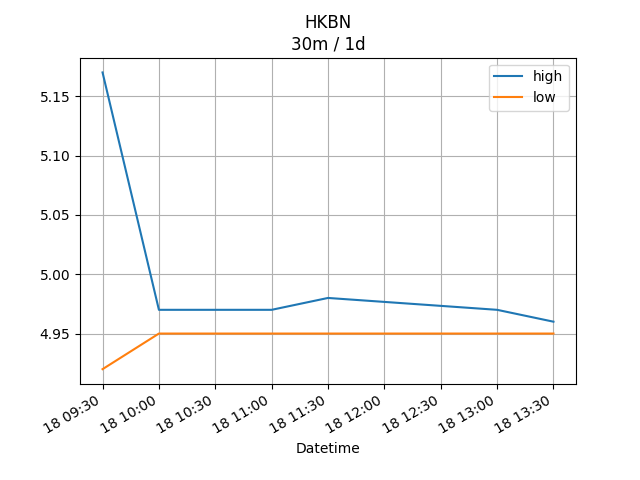 HKBN
30m / 1d
high
low
5.15
5.10
5.05
5.00
4.95
18 09:30
18 10:00
18 10:30
18 11:00
18 11:30
18 12:00
18 12:30
18 13:00
18 13:30
Datetime